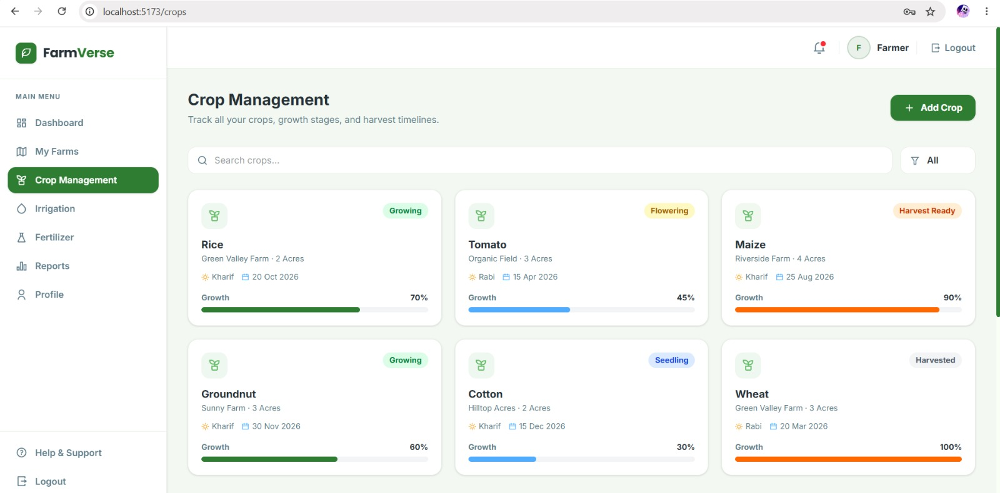 localhost:5173/crops
FarmVerse
F
Farmer
Logout
MAIN MENU
Dashboard
My Farms
Crop Management
Irrigation
Fertilizer
Reports
Profile
Help & Support
Logout
Crop Management
Track all your crops, growth stages, and harvest timelines.
+ Add Crop
Search crops...
All
Growing
Rice
Green Valley Farm · 2 Acres
Kharif 20 Oct 2026
Growth 70%
Flowering
Tomato
Organic Field · 3 Acres
Rabi 15 Apr 2026
Growth 45%
Harvest Ready
Maize
Riverside Farm · 4 Acres
Kharif 25 Aug 2026
Growth 90%
Growing
Groundnut
Sunny Farm · 3 Acres
Kharif 30 Nov 2026
Growth 60%
Seedling
Cotton
Hilltop Acres · 2 Acres
Kharif 15 Dec 2026
Growth 30%
Harvested
Wheat
Green Valley Farm · 3 Acres
Rabi 20 Mar 2026
Growth 100%